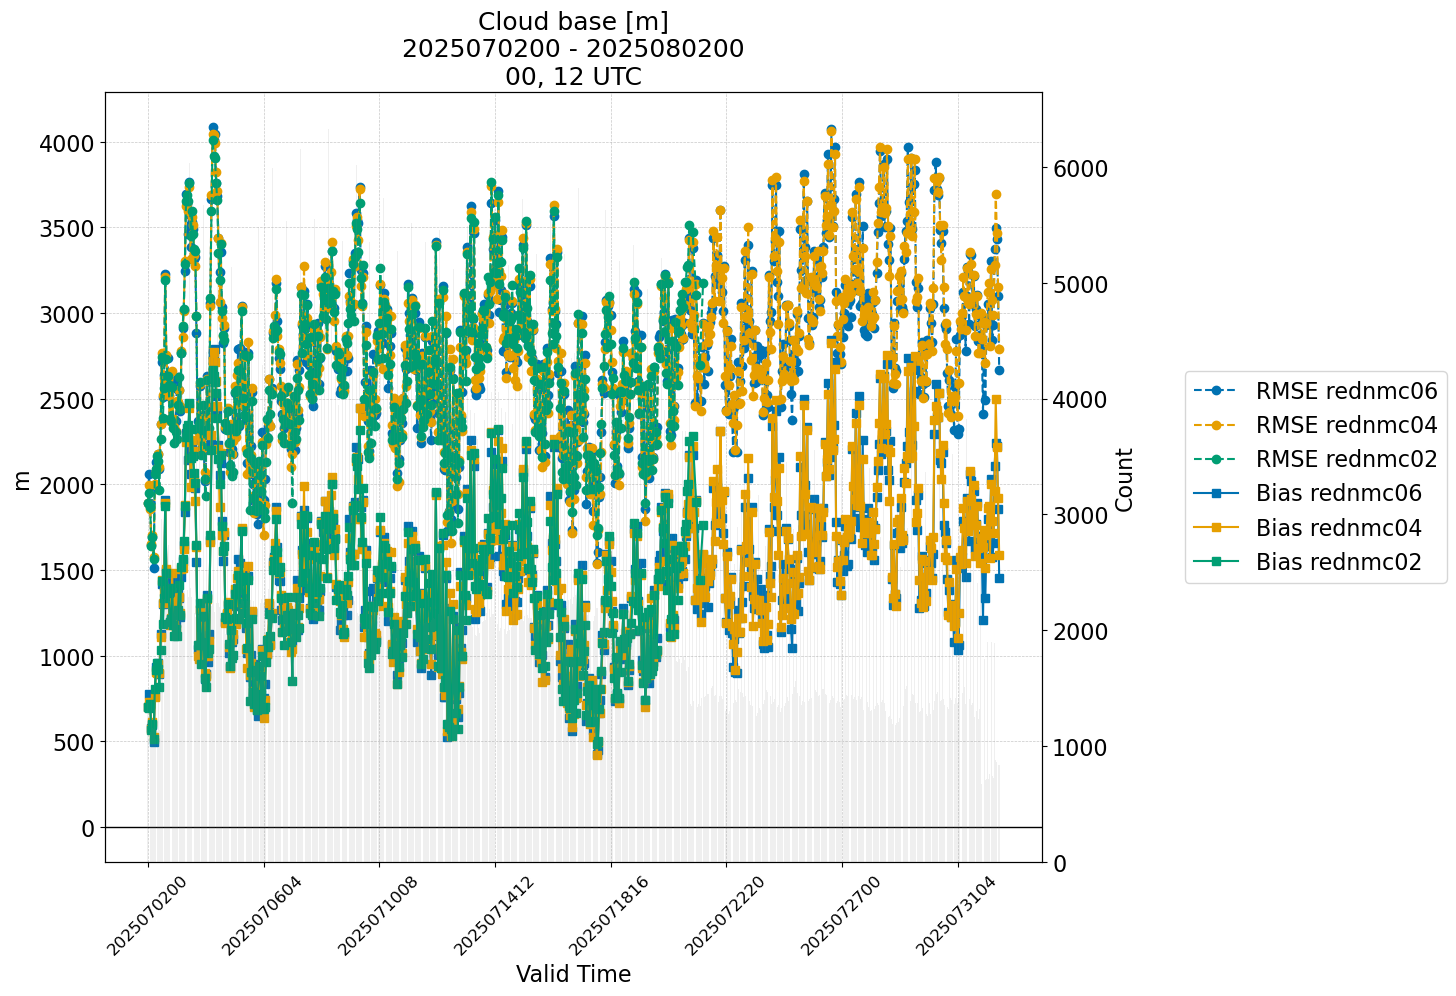 Cloud base [m]
2025070200 - 2025080200
00, 12 UTC
4000
3500
3000
2500
2000
1500
1000
500
0
m
6000
5000
4000
3000
2000
1000
0
Count
2025070200
2025070604
2025071008
2025071412
2025071816
2025072220
2025072700
2025073104
Valid Time
RMSE rednmc06
RMSE rednmc04
RMSE rednmc02
Bias rednmc06
Bias rednmc04
Bias rednmc02